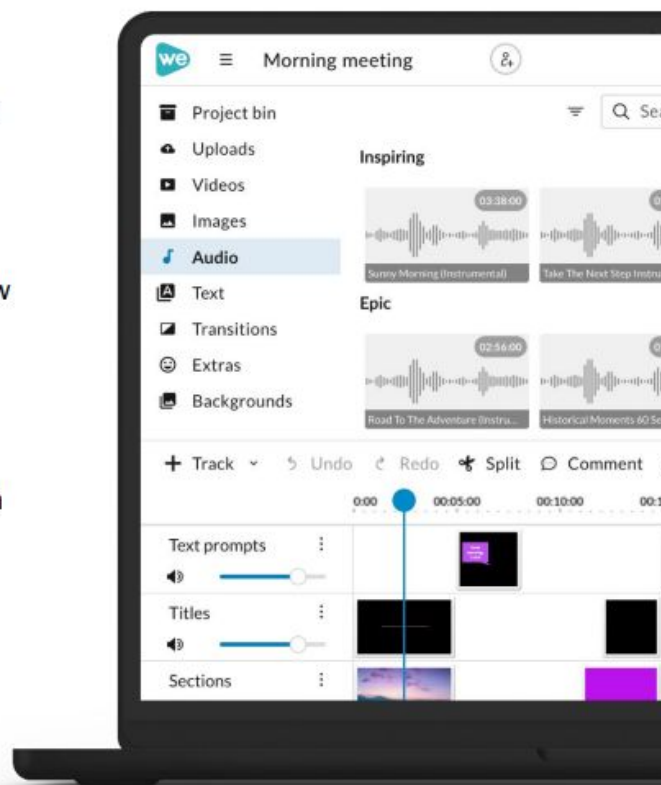 we
Morning meeting
Project bin
Uploads
Videos
Images
Audio
Text
Transitions
Extras
Backgrounds
Inspiring
03:38:00
Sunny Morning (Instrumental)
Take The Next Step
Epic
02:56:00
Road To The Adventure (Instru...
Historical Moments 60
Track
Undo
Redo
Split
Comment
0:00
00:05:00
00:10:00
Text prompts
Titles
Sections